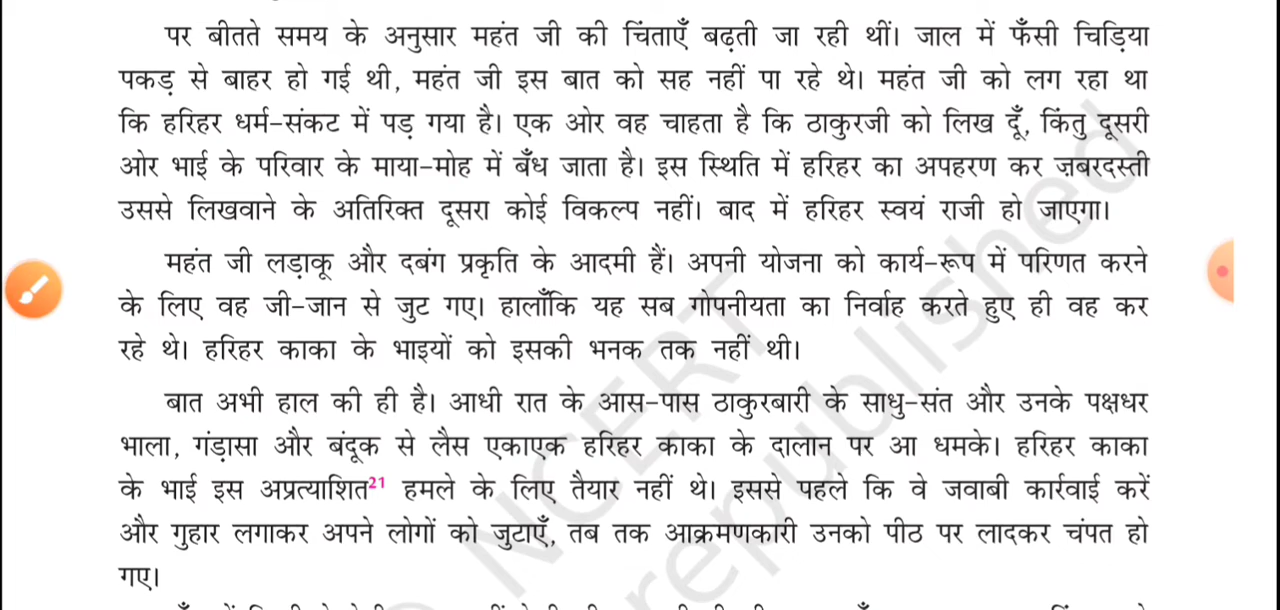 पर बीतते समय के अनुसार महंत जी की चिंताएँ बढ़ती जा रही थीं। जाल में फँसी चिड़िया
पकड़ से बाहर हो गई थी, महंत जी इस बात को सह नहीं पा रहे थे। महंत जी को लग रहा था
कि हरिहर धर्म-संकट में पड़ गया है। एक ओर वह चाहता है कि ठाकुरजी को लिख दूँ, किंतु दूसरी
ओर भाई के परिवार के माया-मोह में बँध जाता है। इस स्थिति में हरिहर का अपहरण कर ज़बरदस्ती
उससे लिखवाने के अतिरिक्त दूसरा कोई विकल्प नहीं। बाद में हरिहर स्वयं राजी हो जाएगा।
महंत जी लड़ाकू और दबंग प्रकृति के आदमी हैं। अपनी योजना को कार्य-रूप में परिणत करने
के लिए वह जी-जान से जुट गए। हालाँकि यह सब गोपनीयता का निर्वाह करते हुए ही वह कर
रहे थे। हरिहर काका के भाइयों को इसकी भनक तक नहीं थी।
बात अभी हाल की ही है। आधी रात के आस-पास ठाकुरबारी के साधु-संत और उनके पक्षधर
भाला, गंड़ासा और बंदूक से लैस एकाएक हरिहर काका के दालान पर आ धमके। हरिहर काका
के भाई इस अप्रत्याशित21 हमले के लिए तैयार नहीं थे। इससे पहले कि वे जवाबी कार्रवाई करें
और गुहार लगाकर अपने लोगों को जुटाएँ, तब तक आक्रमणकारी उनको पीठ पर लादकर चंपत हो
गए।
NCERT
republished